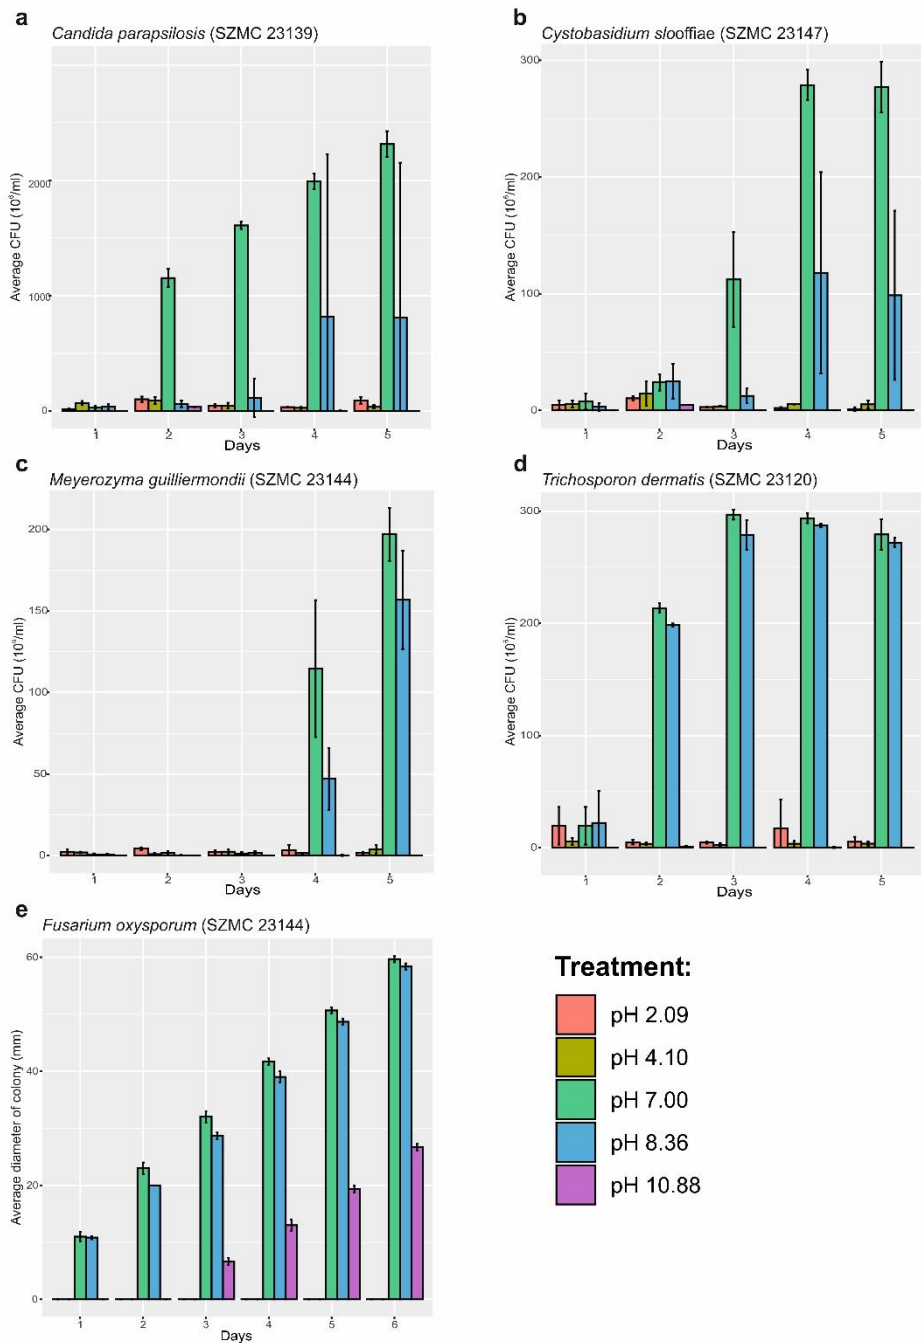 a
Candida parapsilosis (SZMC 23139)
Average CFU (10⁶/ml)
2000
1000
0
1 2 3 4 5
Days
b
Cystobasidium slooffiae (SZMC 23147)
Average CFU (10⁶/ml)
300
200
100
0
1 2 3 4 5
Days
c
Meyerozyma guilliermondii (SZMC 23144)
Average CFU (10⁶/ml)
200
150
100
50
0
1 2 3 4 5
Days
d
Trichosporon dermatis (SZMC 23120)
Average CFU (10⁶/ml)
300
200
100
0
1 2 3 4 5
Days
e
Fusarium oxysporum (SZMC 23144)
Average diameter of colony (mm)
60
40
20
0
1 2 3 4 5 6
Days
Treatment:
pH 2.09
pH 4.10
pH 7.00
pH 8.36
pH 10.88